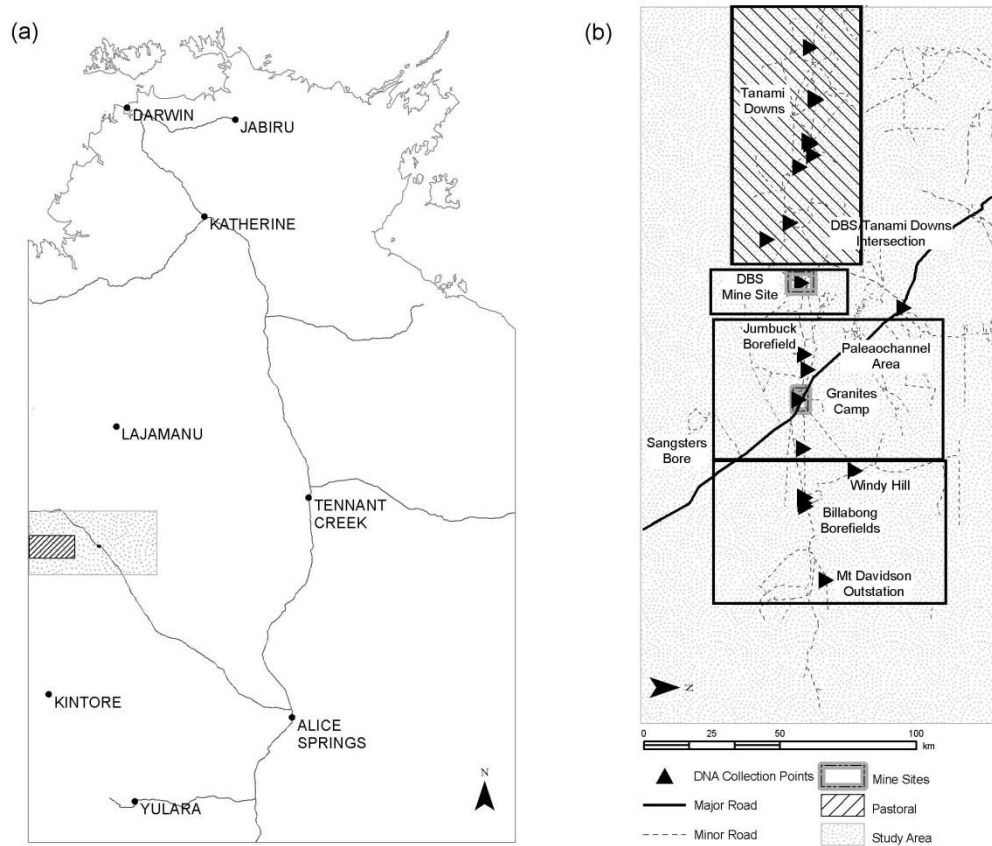 (a)
DARWIN
JABIRU
KATHERINE
LAJAMANU
TENNANT
CREEK
KINTORE
ALICE
SPRINGS
YULARA
N
(b)
Tanami
Downs
DBS/Tanami Downs
Intersection
DBS
Mine Site
Jumbuck
Borefield
Paleaochannel
Area
Granites
Camp
Sangsters
Bore
Windy Hill
Billabong
Borefields
Mt Davidson
Outstation
N
0 25 50 100
km
DNA Collection Points
Mine Sites
Major Road
Pastoral
Minor Road
Study Area